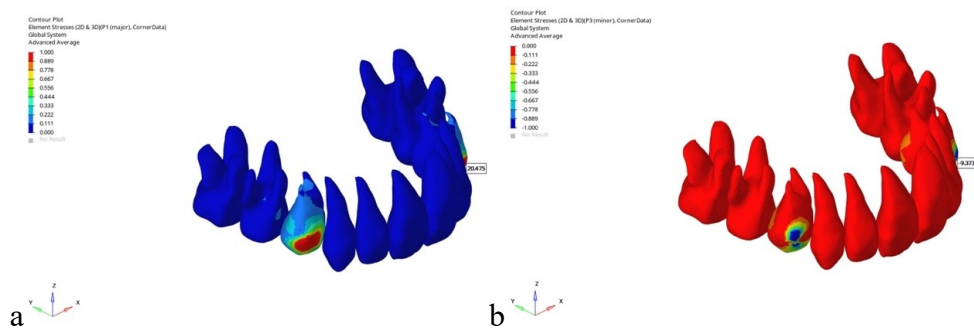 Contour Plot
Element Stresses (2D & 3D)(P1 (major), CornerData)
Global System
Advanced Average
1.000
0.889
0.778
0.667
0.556
0.444
0.333
0.222
0.111
0.000
No Result
20.475
Z
Y
X
a
Contour Plot
Element Stresses (2D & 3D)(P3 (minor), CornerData)
Global System
Advanced Average
0.000
-0.111
-0.222
-0.333
-0.444
-0.556
-0.667
-0.778
-0.889
-1.000
No Result
-9.373
Z
Y
X
b